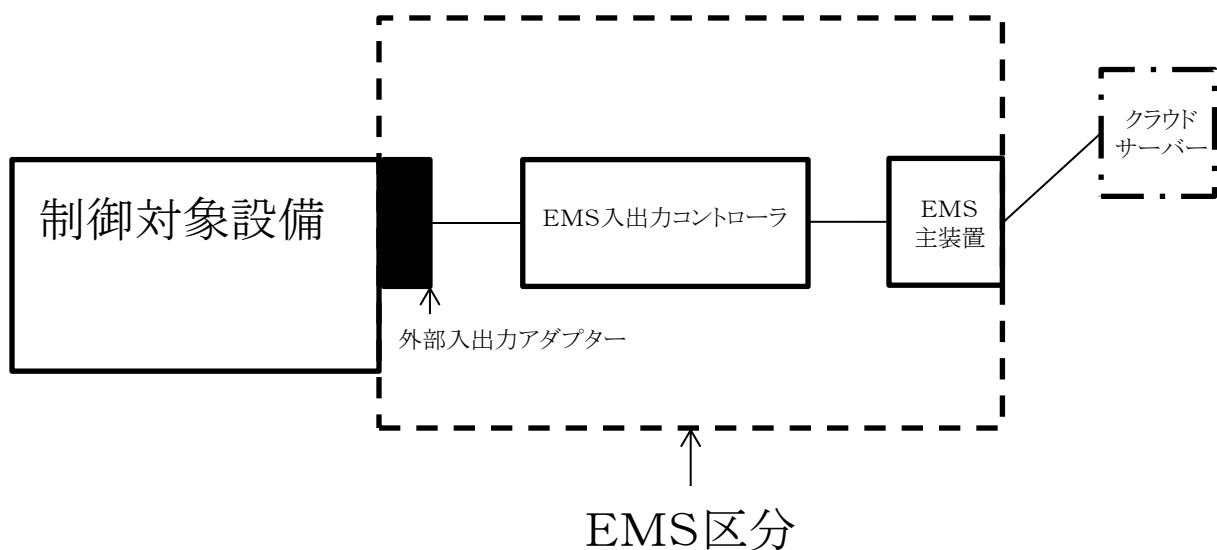 制御対象設備
EMS入出力コントローラ
EMS
主装置
クラウド
サーバー
外部入出力アダプター
EMS区分